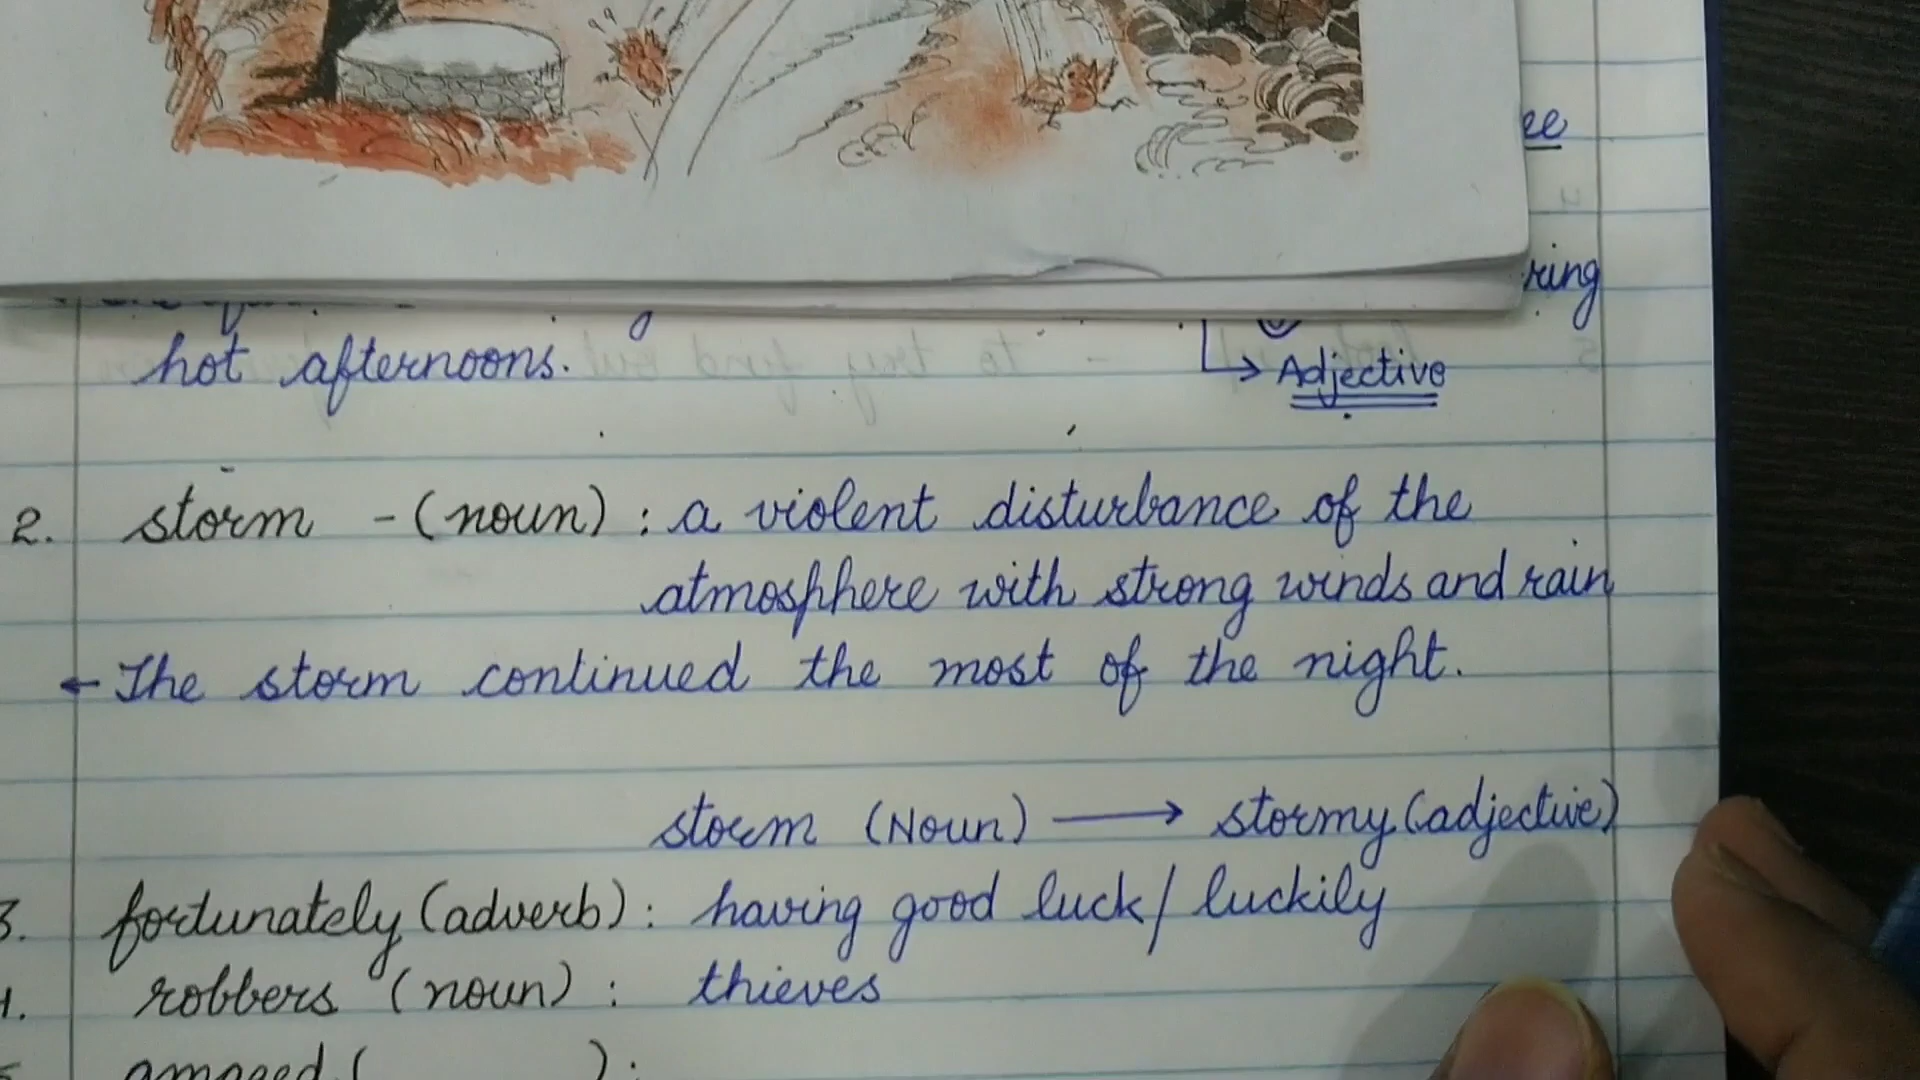 ee
ring
hot afternoons.
→ Adjective
2. storm - (noun) : a violent disturbance of the
atmosphere with strong winds and rain
← The storm continued the most of the night.
storm (Noun) → stormy (adjective)
3. fortunately (adverb) : having good luck / luckily
4. robbers (noun) : thieves